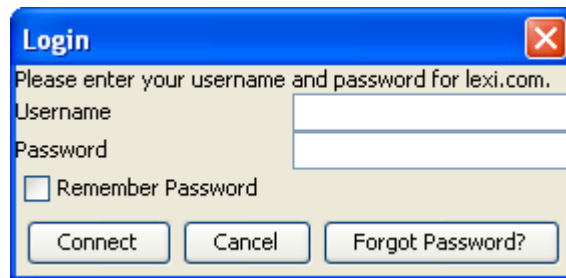 Login
Please enter your username and password for lexi.com.
Username
Password
Remember Password
Connect Cancel Forgot Password?